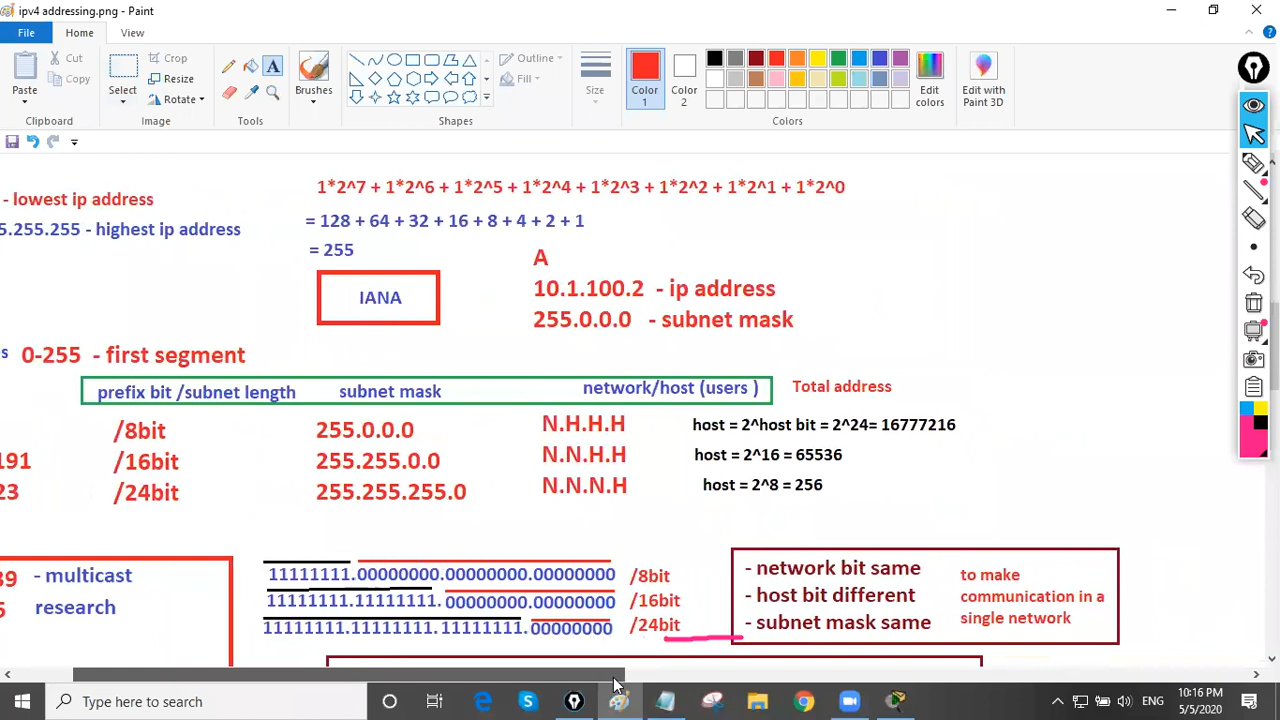 ipv4 addressing.png - Paint
File
Home
View
Cut
Copy
Paste
Clipboard
Select
Crop
Resize
Rotate
Image
Tools
Brushes
Outline
Fill
Shapes
Size
Color 1
Color 2
Edit colors
Edit with Paint 3D
Colors
1*2^7 + 1*2^6 + 1*2^5 + 1*2^4 + 1*2^3 + 1*2^2 + 1*2^1 + 1*2^0
- lowest ip address
= 128 + 64 + 32 + 16 + 8 + 4 + 2 + 1
5.255.255 - highest ip address
= 255
A
IANA
10.1.100.2 - ip address
255.0.0.0 - subnet mask
0-255 - first segment
prefix bit /subnet length subnet mask network/host (users ) Total address
/8bit 255.0.0.0 N.H.H.H host = 2^host bit = 2^24= 16777216
191 /16bit 255.255.0.0 N.N.H.H host = 2^16 = 65536
23 /24bit 255.255.255.0 N.N.N.H host = 2^8 = 256
39 - multicast
5 research
11111111.00000000.00000000.00000000 /8bit
11111111.11111111.00000000.00000000 /16bit
11111111.11111111.11111111.00000000 /24bit
- network bit same
- host bit different
- subnet mask same
to make
communication in a
single network
Type here to search
ENG
10:16 PM
5/5/2020